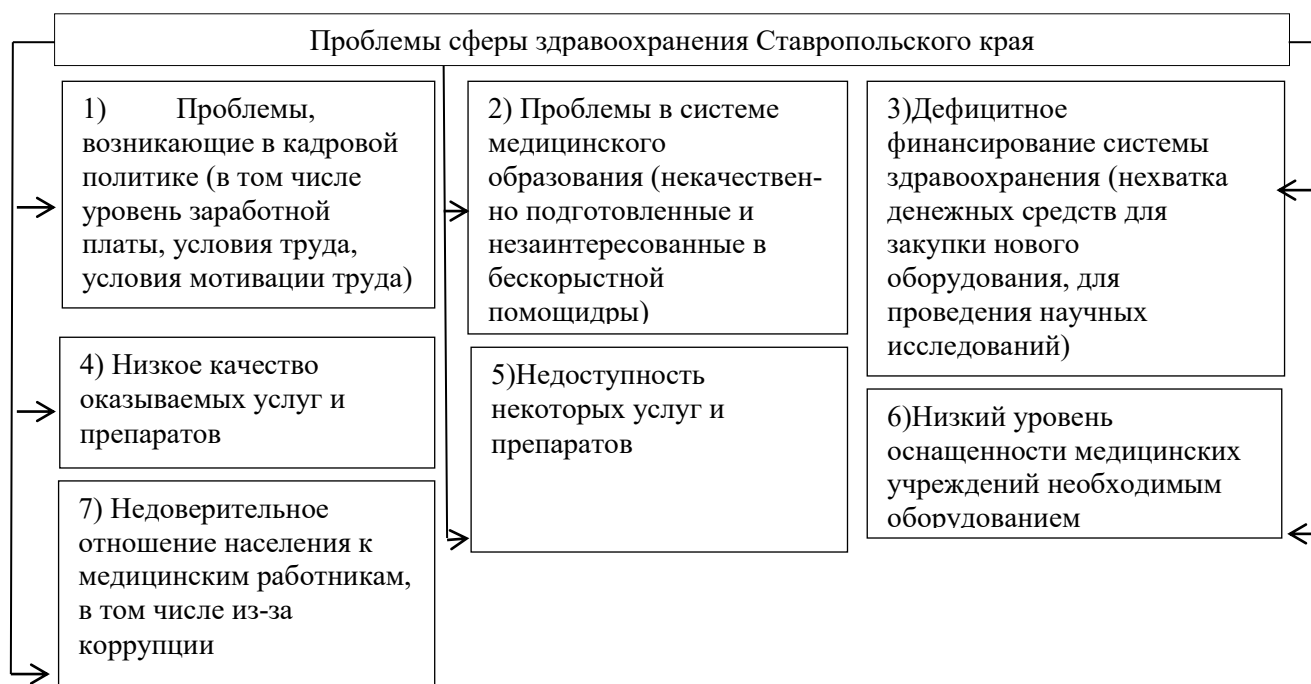 Проблемы сферы здравоохранения Ставропольского края
1) Проблемы,
возникающие в кадровой
политике (в том числе
уровень заработной
платы, условия труда,
условия мотивации труда)
2) Проблемы в системе
медицинского
образования (некачествен-
но подготовленные и
незаинтересованные в
бескорыстной
помощидры)
3)Дефицитное
финансирование системы
здравоохранения (нехватка
денежных средств для
закупки нового
оборудования, для
проведения научных
исследований)
4) Низкое качество
оказываемых услуг и
препаратов
5)Недоступность
некоторых услуг и
препаратов
6)Низкий уровень
оснащенности медицинских
учреждений необходимым
оборудованием
7) Недоверительное
отношение населения к
медицинским работникам,
в том числе из-за
коррупции